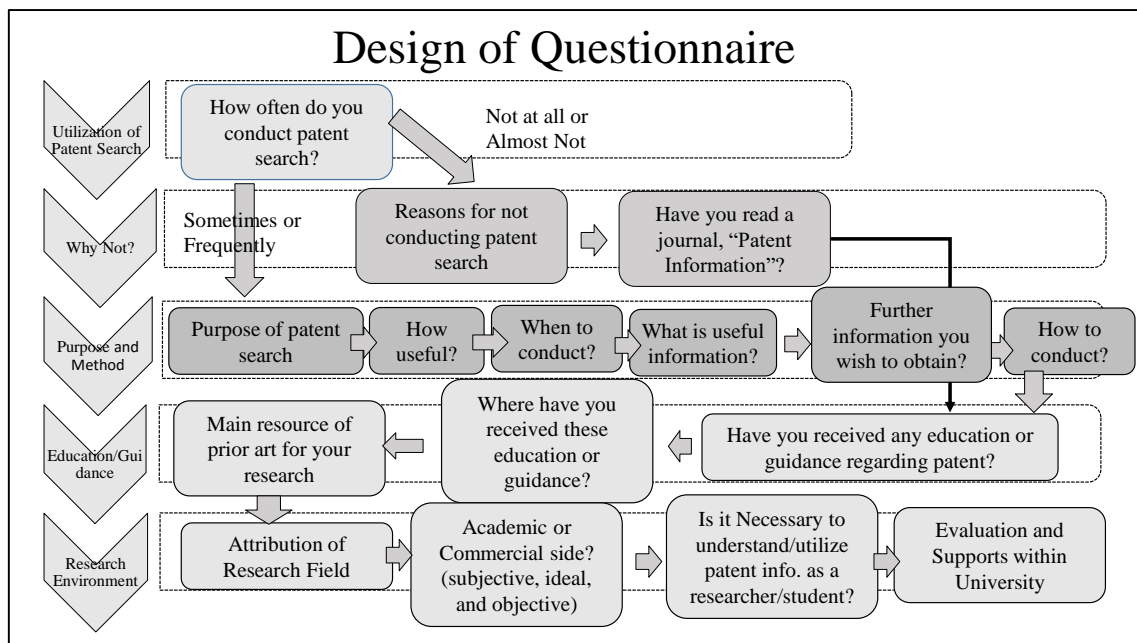 Design of Questionnaire
Utilization of
Patent Search
How often do you
conduct patent
search?
Not at all or
Almost Not
Why Not?
Sometimes or
Frequently
Reasons for not
conducting patent
search
Have you read a
journal, “Patent
Information”?
Purpose and
Method
Purpose of patent
search
How
useful?
When to
conduct?
What is useful
information?
Further
information you
wish to obtain?
How to
conduct?
Education/Gui
dance
Main resource of
prior art for your
research
Where have you
received these
education or
guidance?
Have you received any education or
guidance regarding patent?
Research
Environment
Attribution of
Research Field
Academic or
Commercial side?
(subjective, ideal,
and objective)
Is it Necessary to
understand/utilize
patent info. as a
researcher/student?
Evaluation and
Supports within
University